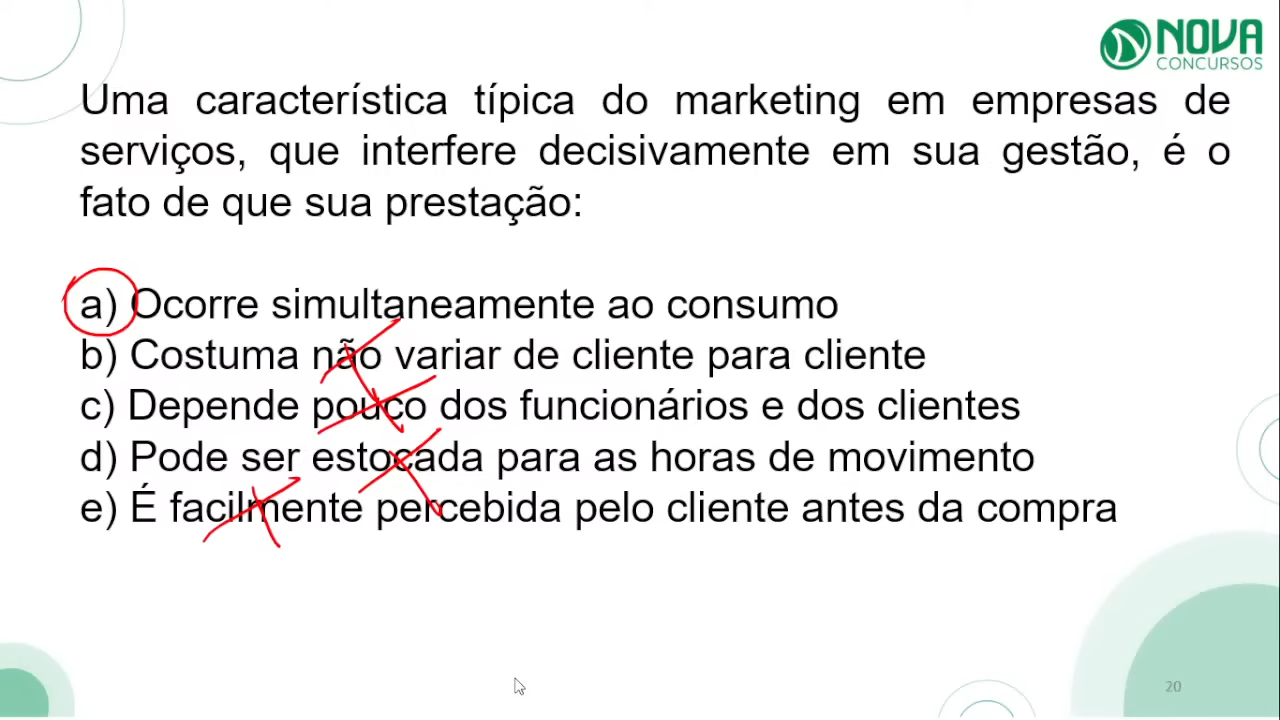 NOVA
CONCURSOS
Uma característica típica do marketing em empresas de
serviços, que interfere decisivamente em sua gestão, é o
fato de que sua prestação:
a) Ocorre simultaneamente ao consumo
b) Costuma não variar de cliente para cliente
c) Depende pouco dos funcionários e dos clientes
d) Pode ser estocada para as horas de movimento
e) É facilmente percebida pelo cliente antes da compra
20